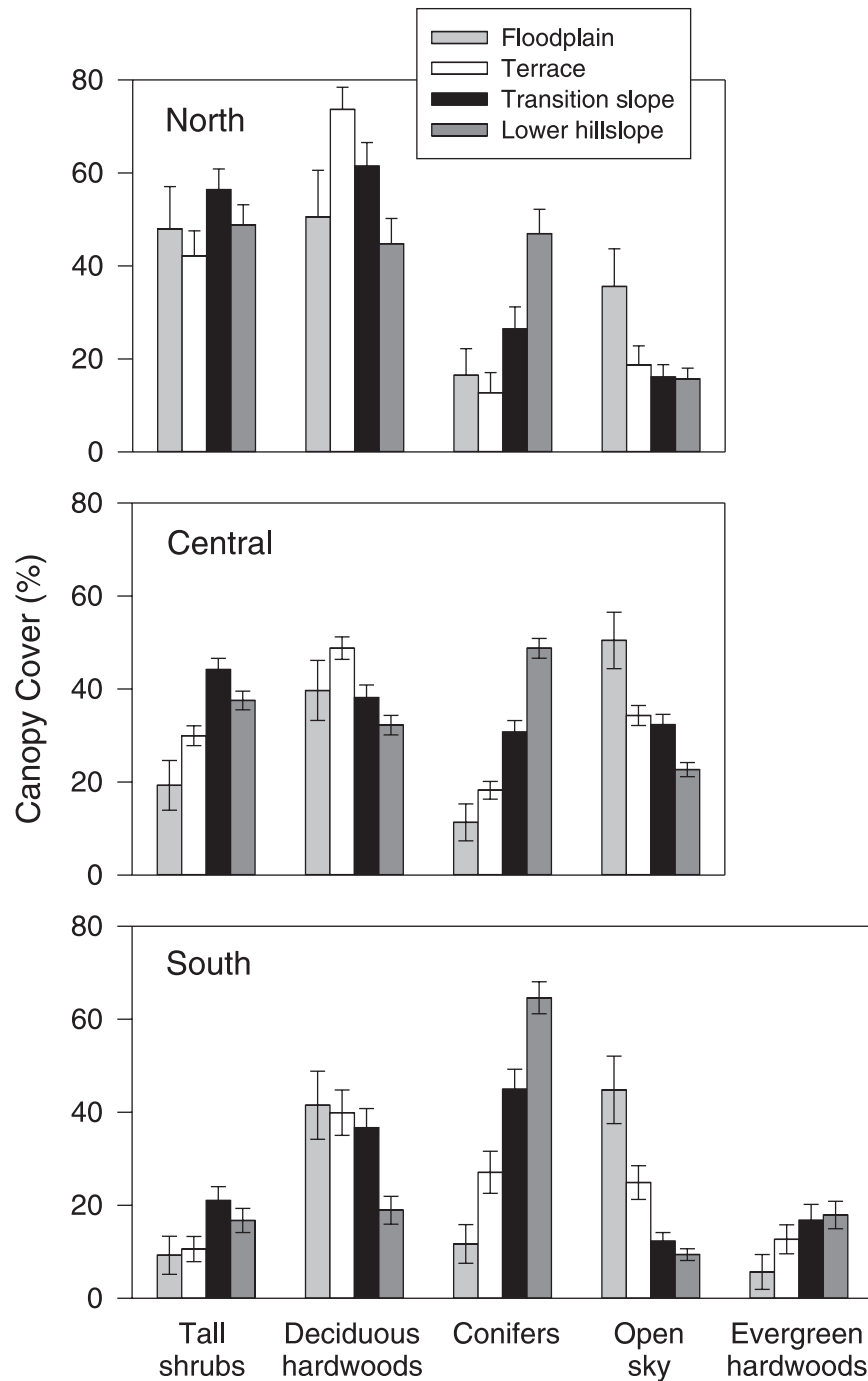 Floodplain
Terrace
Transition slope
Lower hillslope
North
80
60
40
20
0
Central
80
60
40
20
0
Canopy Cover (%)
South
80
60
40
20
0
Tall
shrubs
Deciduous
hardwoods
Conifers
Open
sky
Evergreen
hardwoods